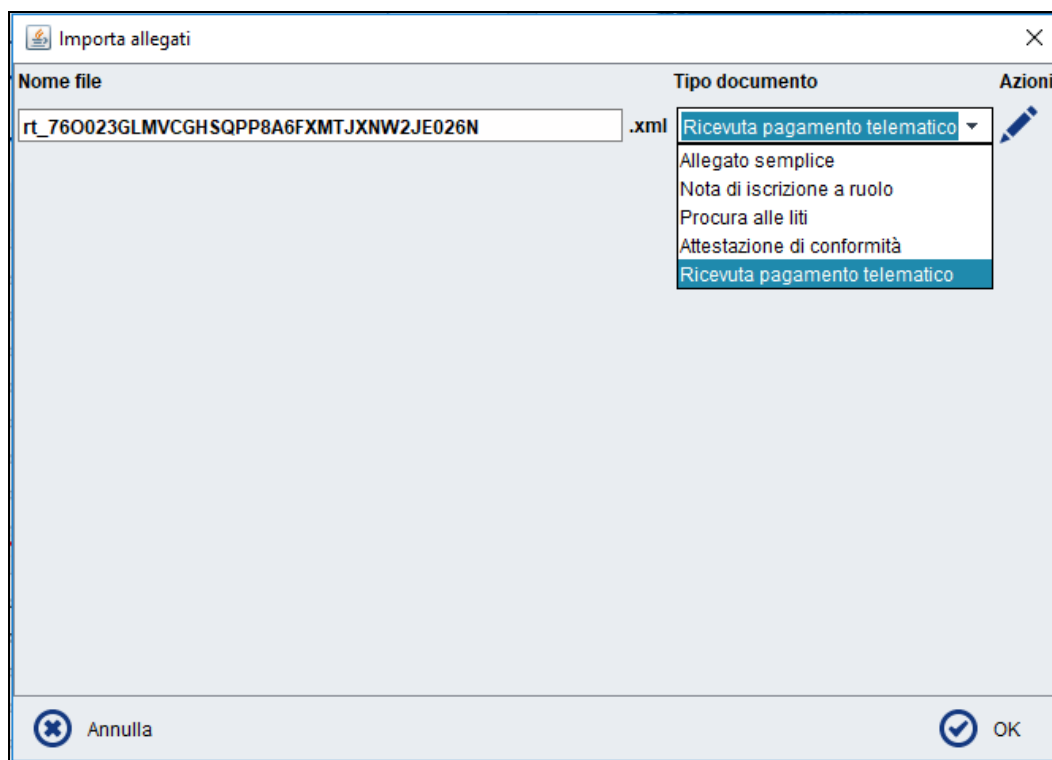 Importa allegati
Nome file Tipo documento Azioni
rt_76O023GLMVCGHSQPP8A6FXMTJXNW2JE026N .xml Ricevuta pagamento telematico
Allegato semplice
Nota di iscrizione a ruolo
Procura alle liti
Attestazione di conformità
Ricevuta pagamento telematico
Annulla OK